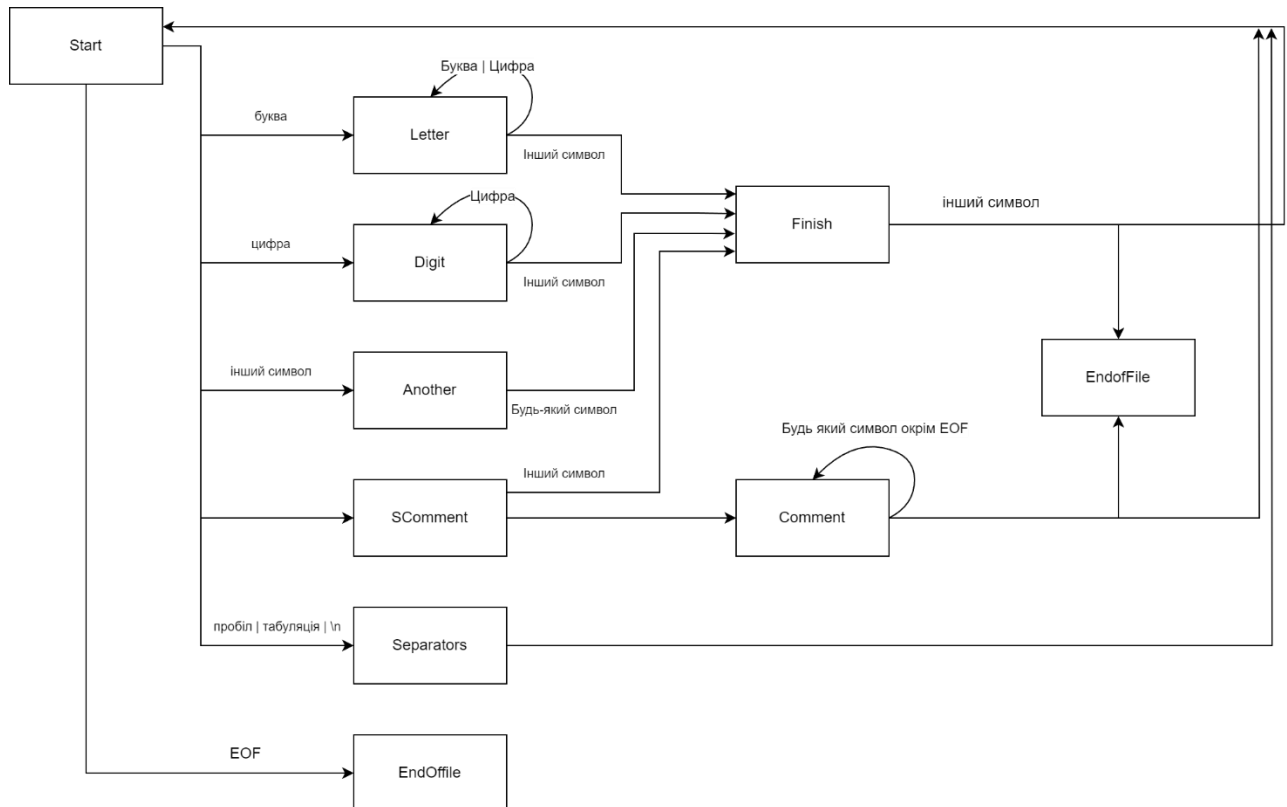 Start
Буква | Цифра
буква
Letter
Інший символ
Цифра
Finish
інший символ
цифра
Digit
Інший символ
інший символ
Another
EndofFile
Будь-який символ
Будь який символ окрім EOF
Інший символ
SComment
Comment
пробіл | табуляція | \n
Separators
EOF
EndOffile